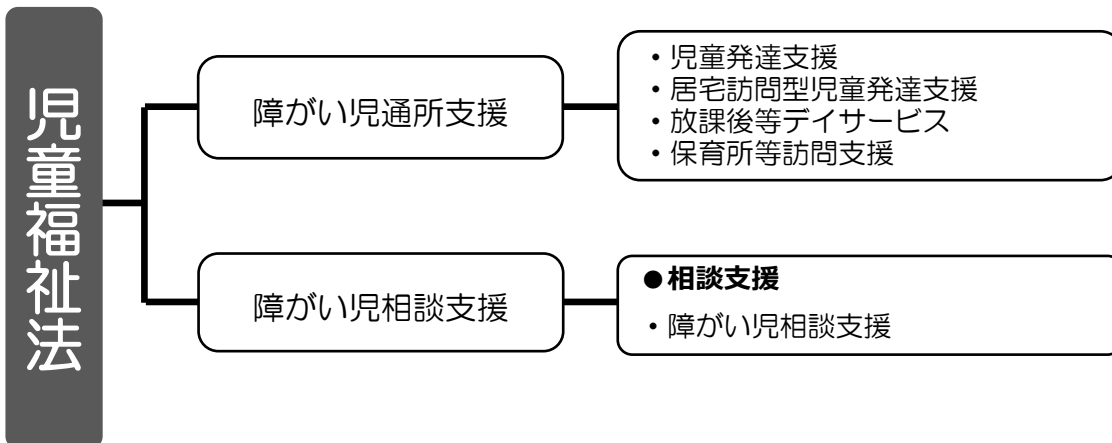 児童福祉法
障がい児通所支援
・児童発達支援
・居宅訪問型児童発達支援
・放課後等デイサービス
・保育所等訪問支援
障がい児相談支援
●相談支援
・障がい児相談支援